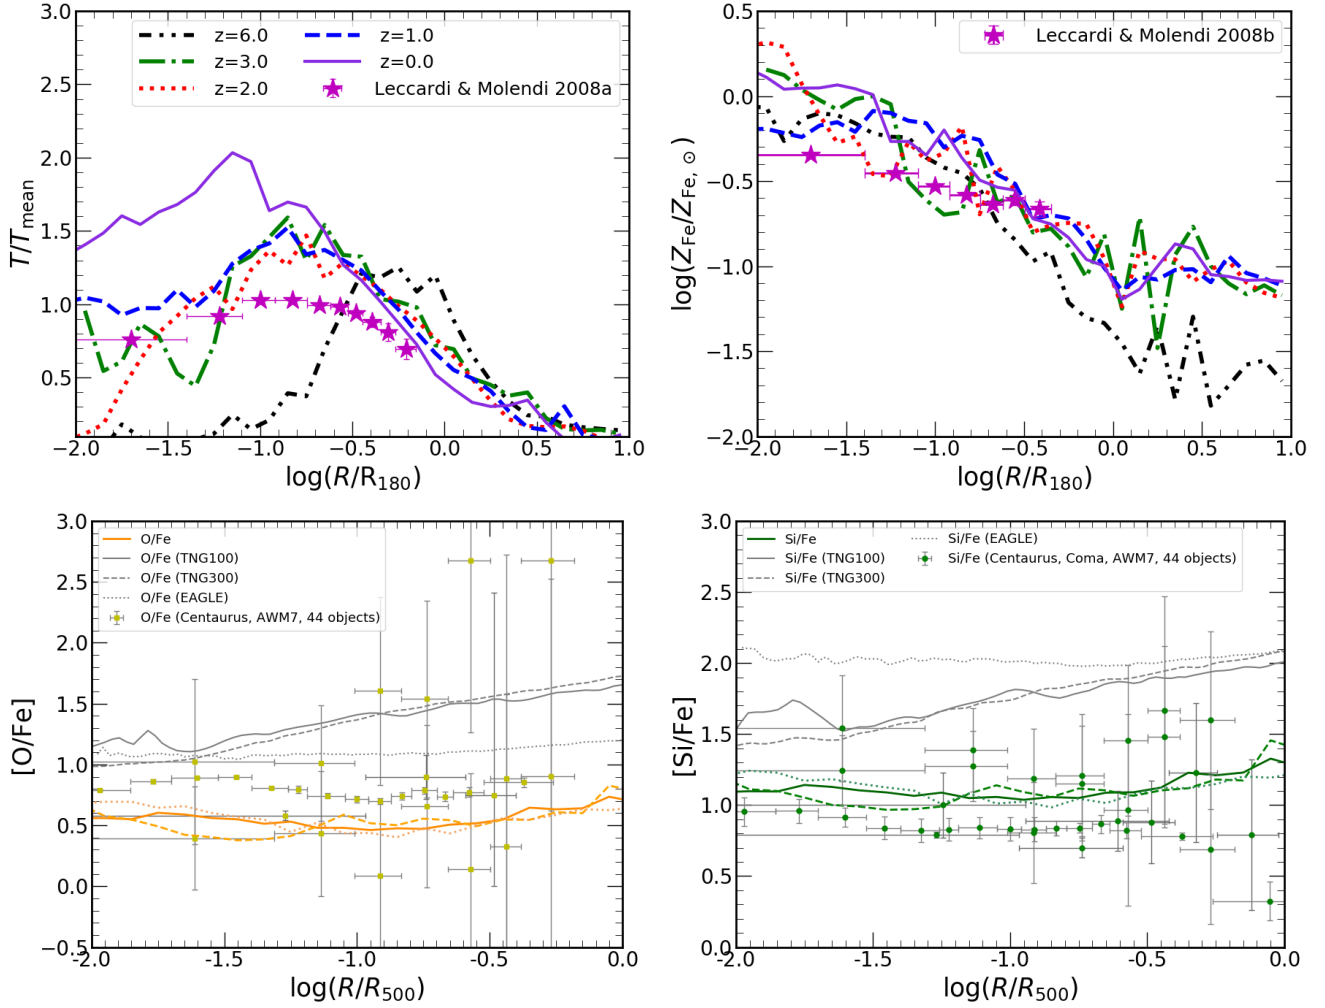 3.0
2.5
2.0
1.5
1.0
0.5
−2.0 −1.5 −1.0 −0.5 0.0 0.5 1.0
T/Tmean
log(R/R180)
z=6.0
z=3.0
z=2.0
z=1.0
z=0.0
Leccardi & Molendi 2008a
0.5
0.0
−0.5
−1.0
−1.5
−2.0
−2.0 −1.5 −1.0 −0.5 0.0 0.5 1.0
log(ZFe/ZFe, ⊙)
log(R/R180)
Leccardi & Molendi 2008b
3.0
2.5
2.0
1.5
1.0
0.5
0.0
-0.5
-2.0 -1.5 -1.0 -0.5 0.0
[O/Fe]
log(R/R500)
O/Fe
O/Fe (TNG100)
O/Fe (TNG300)
O/Fe (EAGLE)
O/Fe (Centaurus, AWM7, 44 objects)
3.0
2.5
2.0
1.5
1.0
0.5
0.0
-2.0 -1.5 -1.0 -0.5 0.0
[Si/Fe]
log(R/R500)
Si/Fe
Si/Fe (TNG100)
Si/Fe (TNG300)
Si/Fe (EAGLE)
Si/Fe (Centaurus, Coma, AWM7, 44 objects)